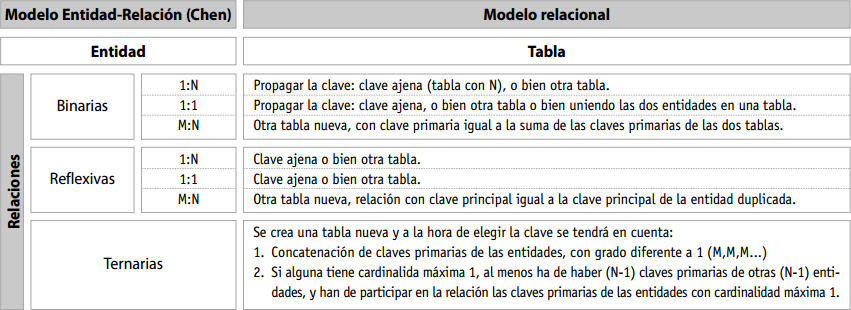 Modelo Entidad-Relación (Chen)
Modelo relacional
Entidad
Tabla
Relaciones
Binarias
1:N
Propagar la clave: clave ajena (tabla con N), o bien otra tabla.
1:1
Propagar la clave: clave ajena, o bien otra tabla o bien uniendo las dos entidades en una tabla.
M:N
Otra tabla nueva, con clave primaria igual a la suma de las claves primarias de las dos tablas.
Reflexivas
1:N
Clave ajena o bien otra tabla.
1:1
Clave ajena o bien otra tabla.
M:N
Otra tabla nueva, relación con clave principal igual a la clave principal de la entidad duplicada.
Ternarias
Se crea una tabla nueva y a la hora de elegir la clave se tendrá en cuenta:
1. Concatenación de claves primarias de las entidades, con grado diferente a 1 (M,M,M...)
2. Si alguna tiene cardinalida máxima 1, al menos ha de haber (N-1) claves primarias de otras (N-1) enti-
dades, y han de participar en la relación las claves primarias de las entidades con cardinalidad máxima 1.